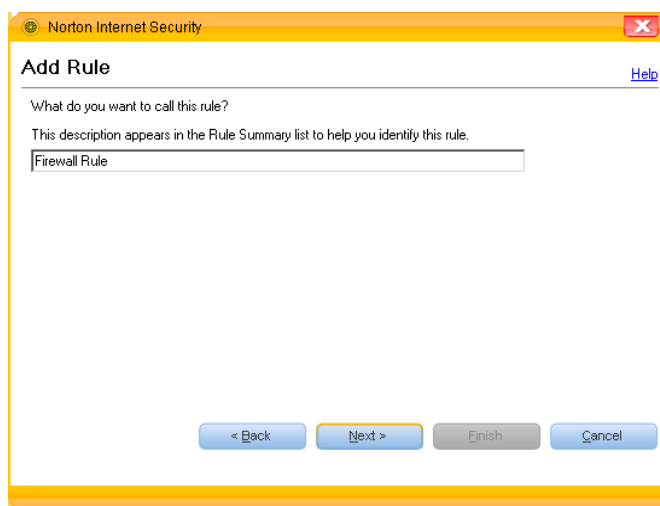 Norton Internet Security
Add Rule
Help
What do you want to call this rule?
This description appears in the Rule Summary list to help you identify this rule.
Firewall Rule
< Back
Next >
Finish
Cancel